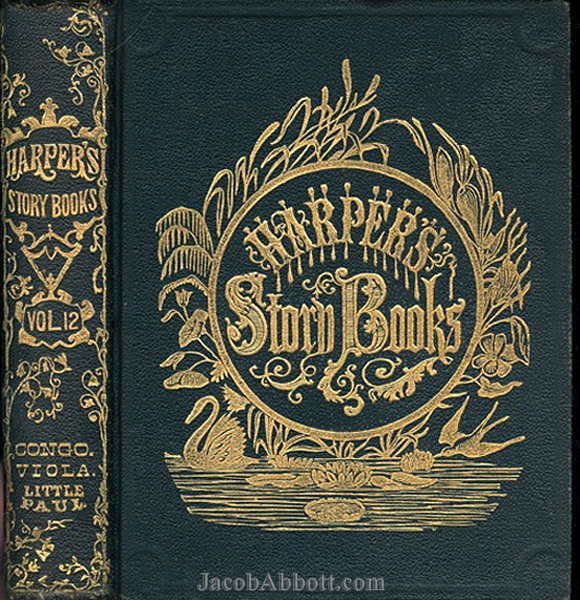 HARPER'S
STORY BOOKS
VOL.12
CONGO.
VIOLA.
LITTLE
PAUL
HARPER'S
Story Books
JacobAbbott.com